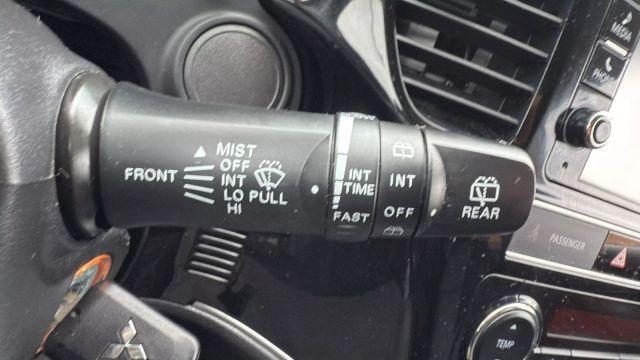 MEDIA
PHONE
MIST
OFF
FRONT INT
LO PULL
HI
INT
TIME
FAST
INT
OFF
REAR
PASSENGER
TEMP